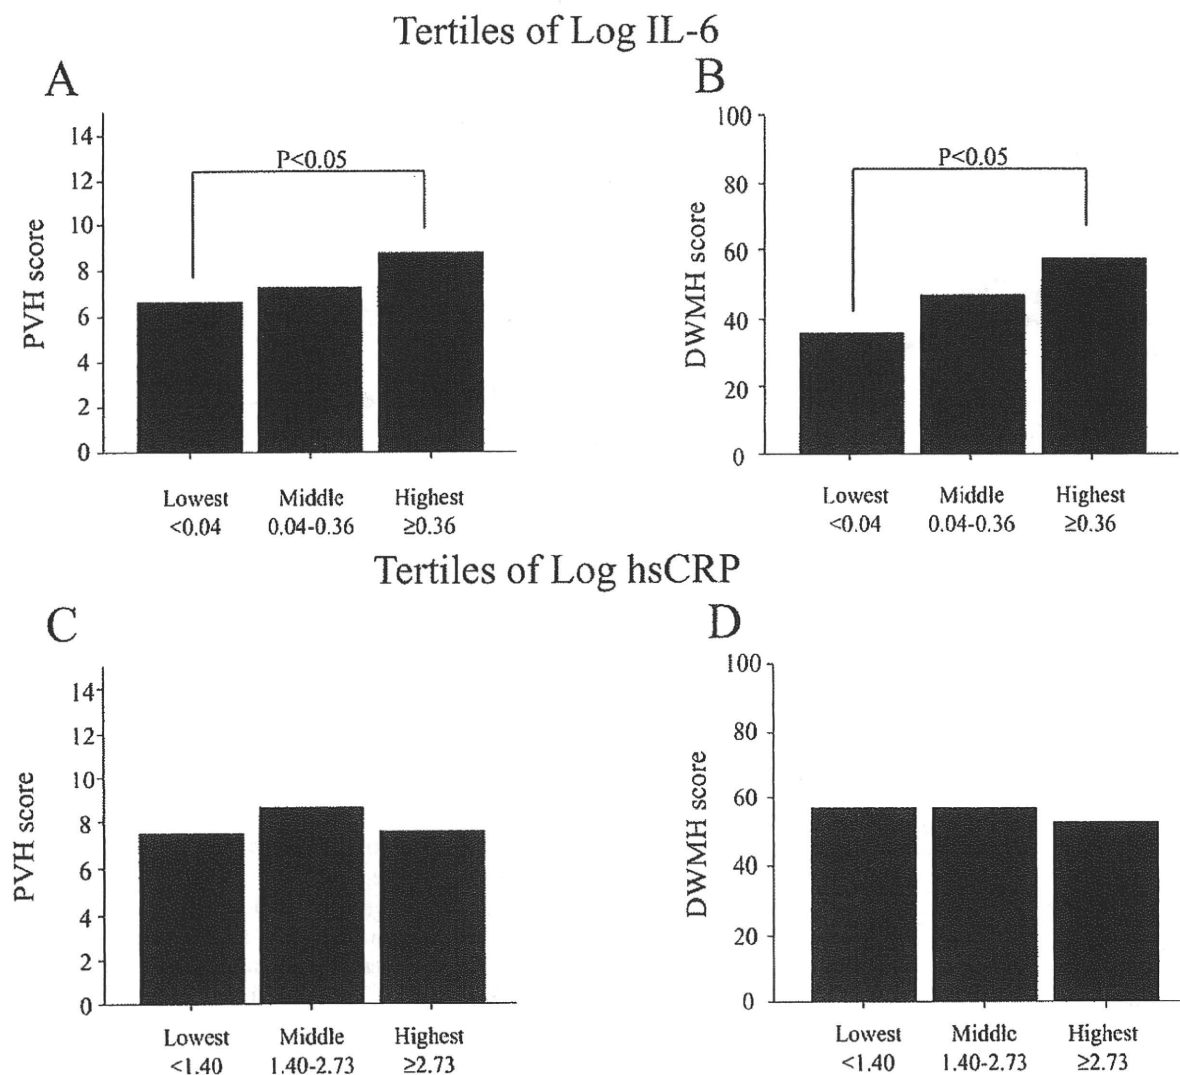 Tertiles of Log IL-6
A
B
PVH score
14
12
10
8
6
4
2
0
P<0.05
Lowest Middle Highest
<0.04 0.04-0.36 ≥0.36
DWMH score
100
80
60
40
20
0
P<0.05
Lowest Middle Highest
<0.04 0.04-0.36 ≥0.36
Tertiles of Log hsCRP
C
D
PVH score
14
12
10
8
6
4
2
0
Lowest Middle Highest
<1.40 1.40-2.73 ≥2.73
DWMH score
100
80
60
40
20
0
Lowest Middle Highest
<1.40 1.40-2.73 ≥2.73